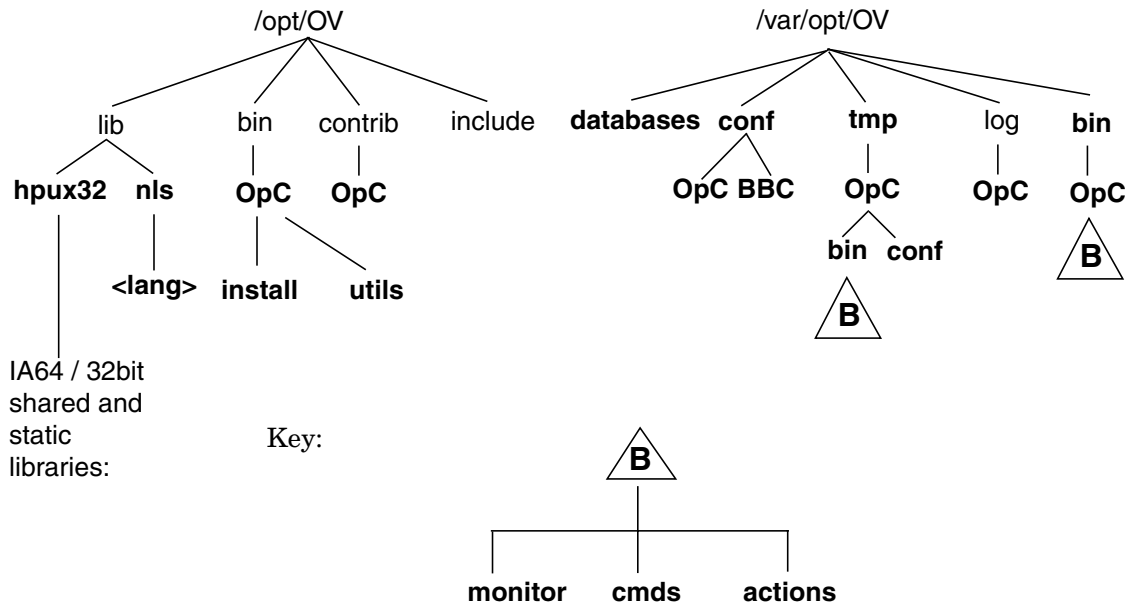 /opt/OV /var/opt/OV
lib bin contrib include databases conf tmp log bin
hpux32 nls OpC OpC OpC BBC OpC OpC OpC
bin conf
<lang> install utils
B
B
IA64 / 32bit
shared and
static
libraries:
Key:
B
monitor cmds actions